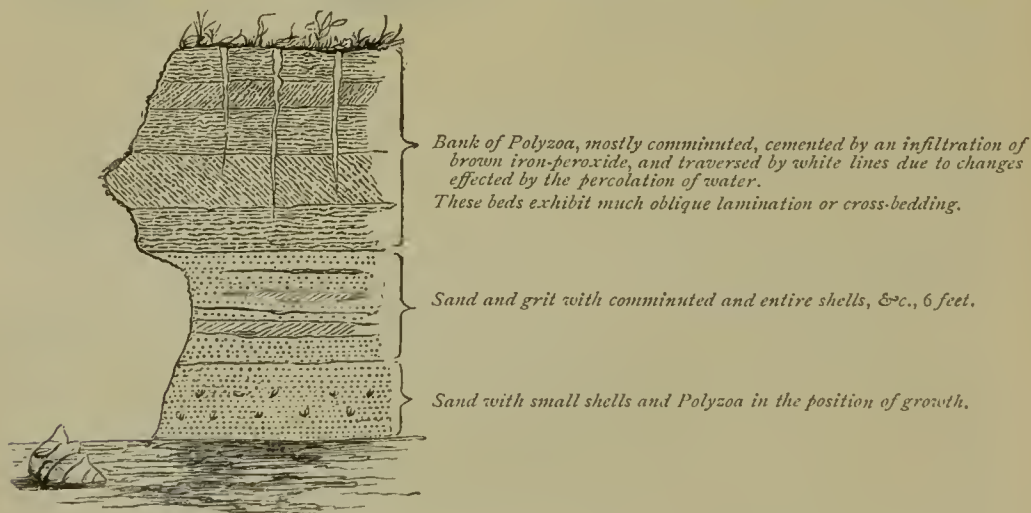 Bank of Polyzoa, mostly comminuted, cemented by an infiltration of
brown iron-peroxide, and traversed by white lines due to changes
effected by the percolation of water.
These beds exhibit much oblique lamination or cross-bedding.
Sand and grit with comminuted and entire shells, &c., 6 feet.
Sand with small shells and Polyzoa in the position of growth.